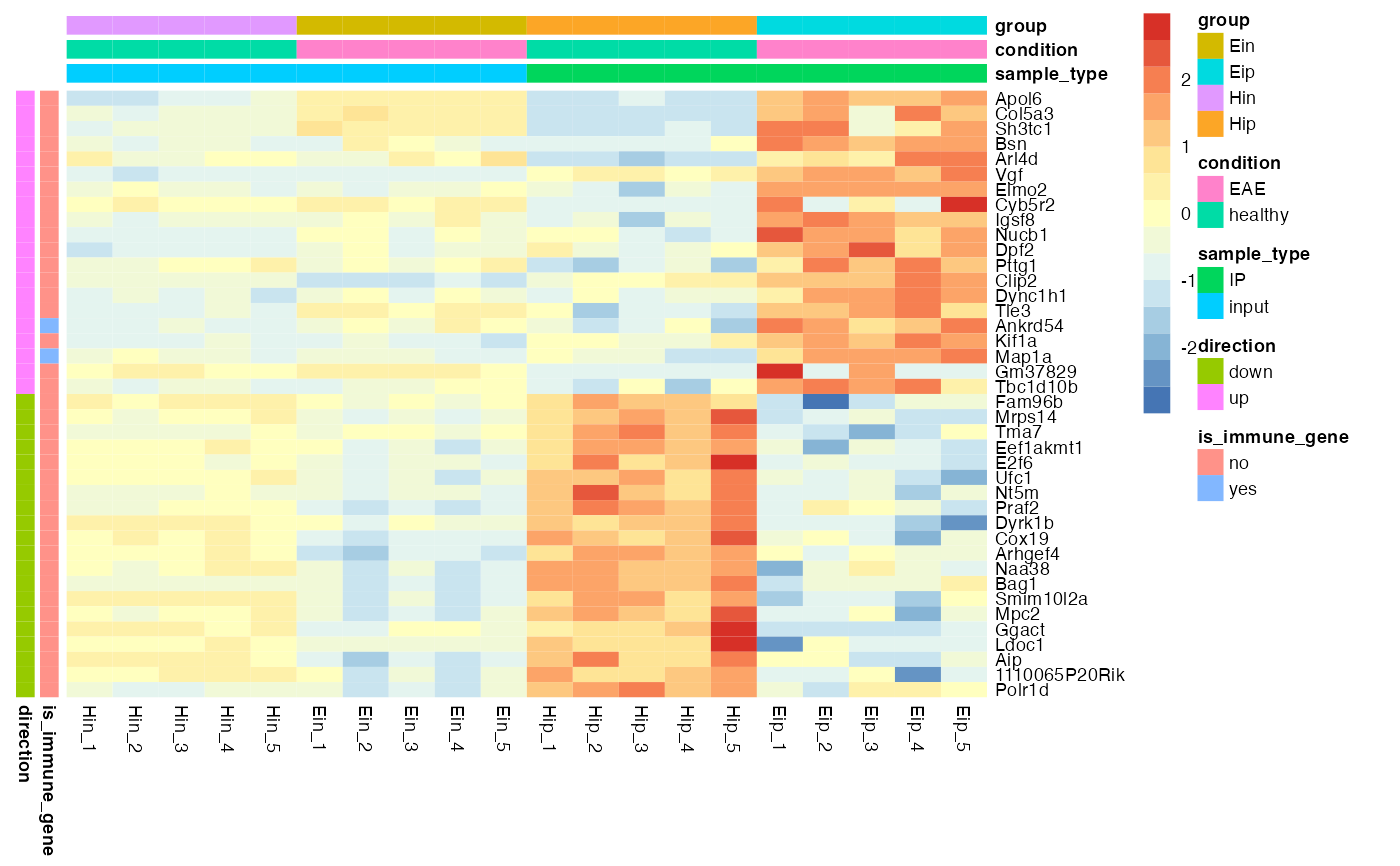 group
condition
sample_type
Apol6
Col5a3
Sh3tc1
Bsn
Arl4d
Vgf
Elmo2
Cyb5r2
Igsf8
Nucb1
Dpf2
Pttg1
Clip2
Dync1h1
Tle3
Ankrd54
Kif1a
Map1a
Gm37829
Tbc1d10b
Fam96b
Mrps14
Tma7
Eef1akmt1
E2f6
Ufc1
Nt5m
Praf2
Dyrk1b
Cox19
Arhgef4
Naa38
Bag1
Smim10l2a
Mpc2
Ggact
Ldoc1
Aip
1110065P20Rik
Polr1d
direction
is_immune_gene
Hin_1
Hin_2
Hin_3
Hin_4
Hin_5
Ein_1
Ein_2
Ein_3
Ein_4
Ein_5
Hip_1
Hip_2
Hip_3
Hip_4
Hip_5
Eip_1
Eip_2
Eip_3
Eip_4
Eip_5
2
1
0
-1
-2
group
Ein
Eip
Hin
Hip
condition
EAE
healthy
sample_type
IP
input
direction
down
up
is_immune_gene
no
yes